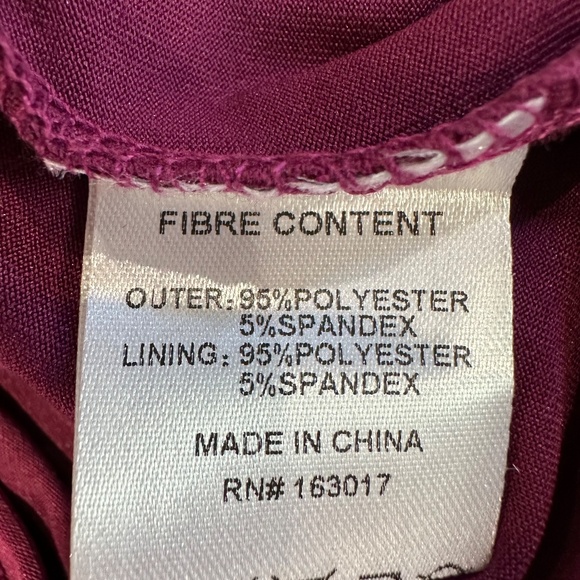 FIBRE CONTENT
OUTER: 95%POLYESTER
5%SPANDEX
LINING: 95%POLYESTER
5%SPANDEX
MADE IN CHINA
RN# 163017